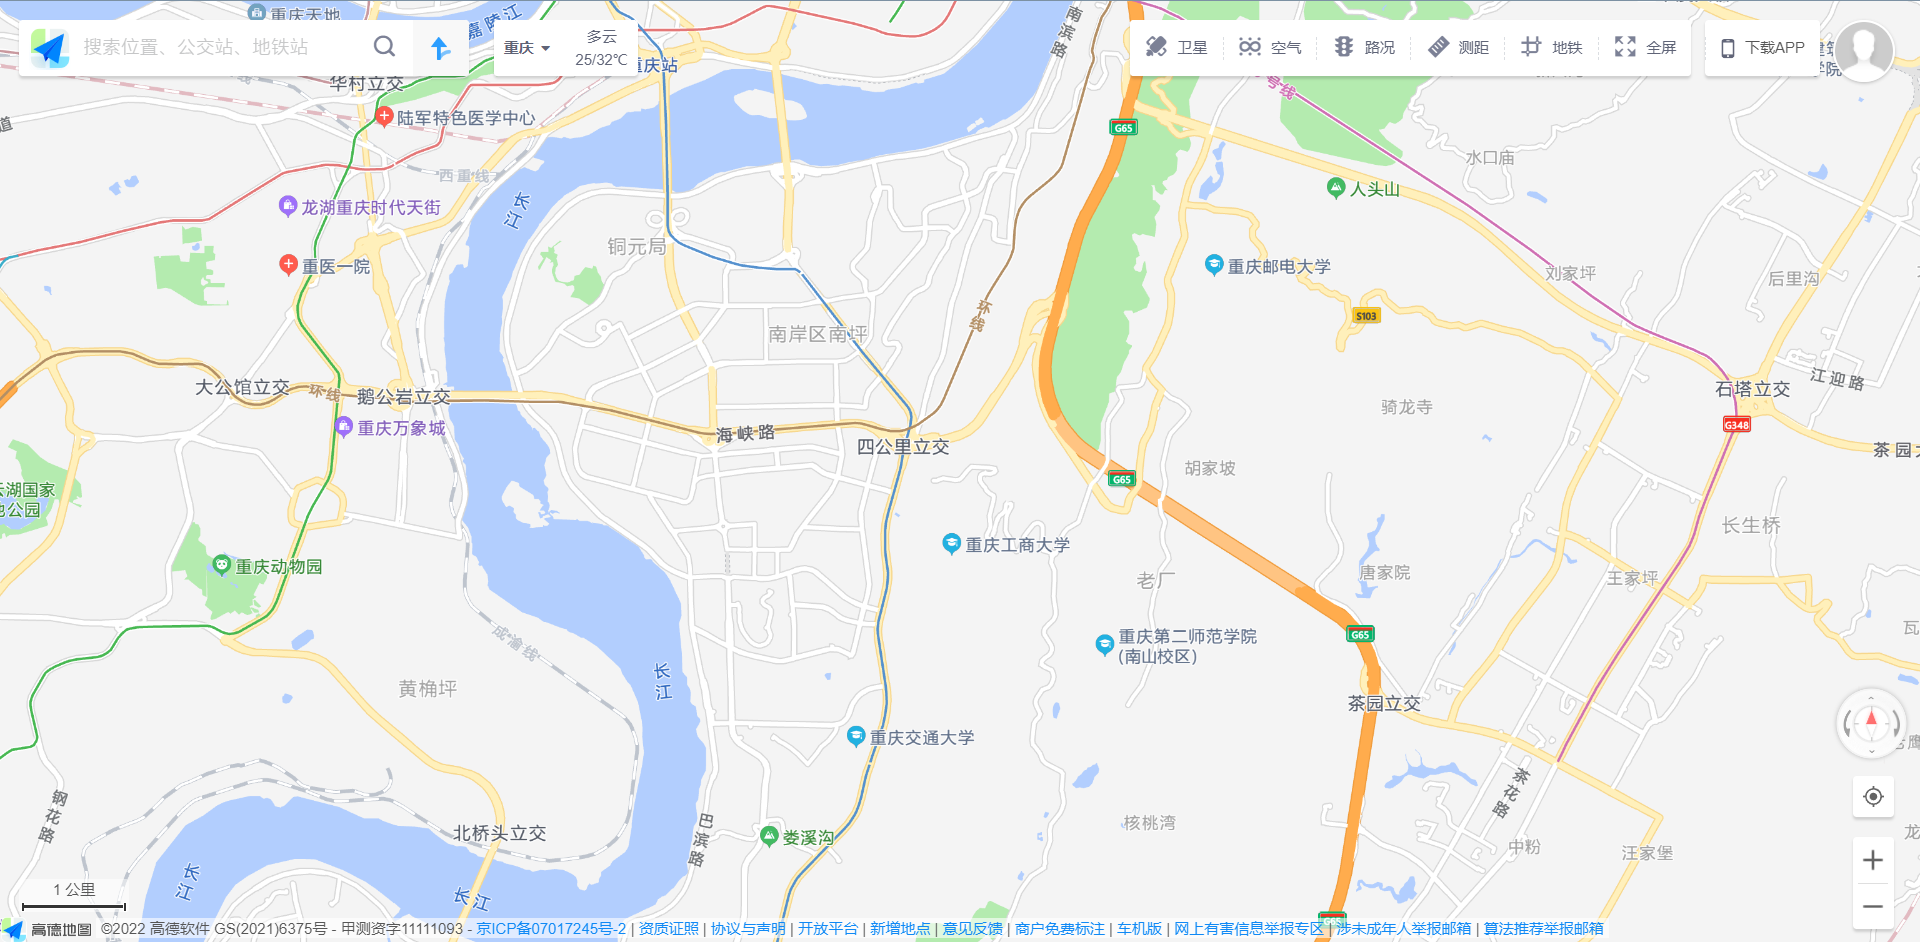 重庆天地
嘉陵江
南滨路
搜索位置、公交站、地铁站
重庆
多云
25/32℃
重庆站
卫星
空气
路况
测距
地铁
全屏
下载APP
华村立交
陆军特色医学中心
道
G65
号线
水口庙
西重线
人头山
长江
龙湖重庆时代天街
铜元局
重医一院
重庆邮电大学
刘家坪
后里沟
环线
S103
南岸区南坪
大公馆立交
环线
鹅公岩立交
石塔立交
江迎路
骑龙寺
重庆万象城
海峡路
G348
四公里立交
茶园
胡家坡
G65
云湖国家
地公园
长生桥
重庆工商大学
重庆动物园
老厂
唐家院
王家坪
成渝线
重庆第二师范学院
(南山校区)
G65
瓦
长江
黄桷坪
茶园立交
重庆交通大学
鹰
茶花路
钢花路
巴滨路
北桥头立交
娄溪沟
核桃湾
中粉
汪家堡
龙
长江
长江
1 公里
G65
高德地图 ©2022 高德软件 GS(2021)6375号 - 甲测资字11111093 - 京ICP备07017245号-2 | 资质证照 | 协议与声明 | 开放平台 | 新增地点 | 意见反馈 | 商户免费标注 | 车机版 | 网上有害信息举报专区 | 涉未成年人举报邮箱 | 算法推荐举报邮箱